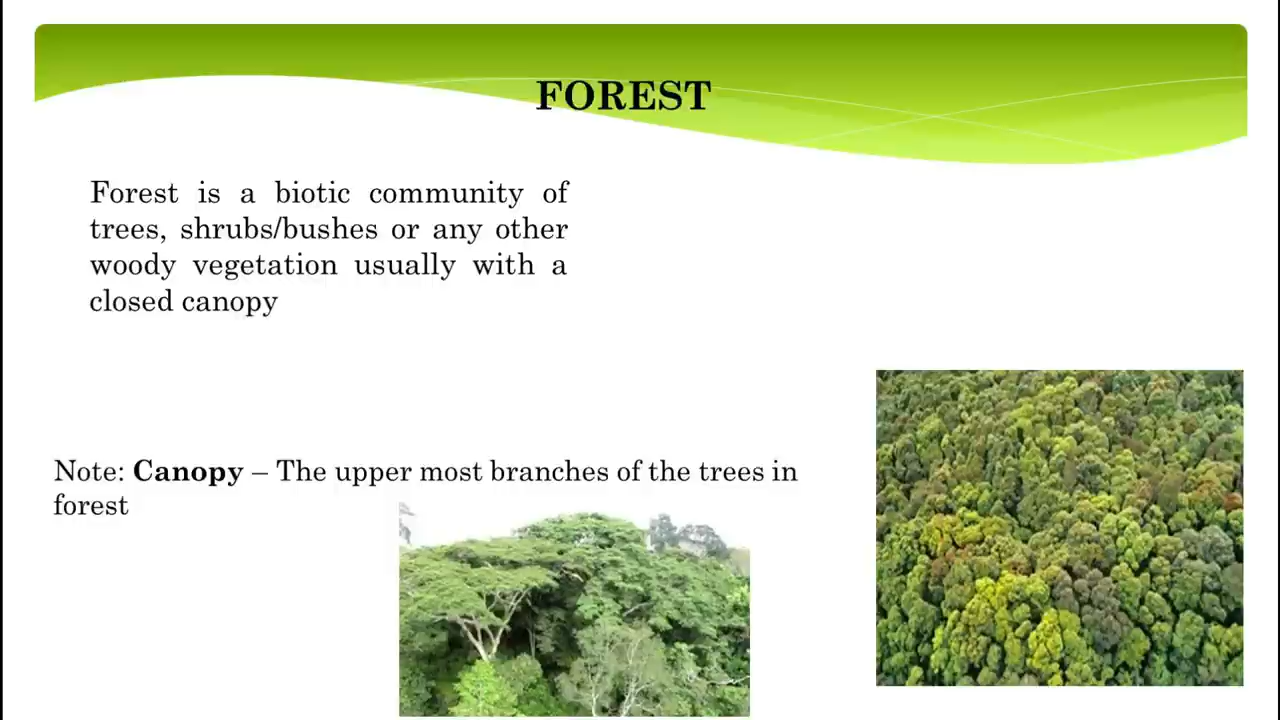 FOREST
Forest is a biotic community of
trees, shrubs/bushes or any other
woody vegetation usually with a
closed canopy
Note: Canopy – The upper most branches of the trees in
forest